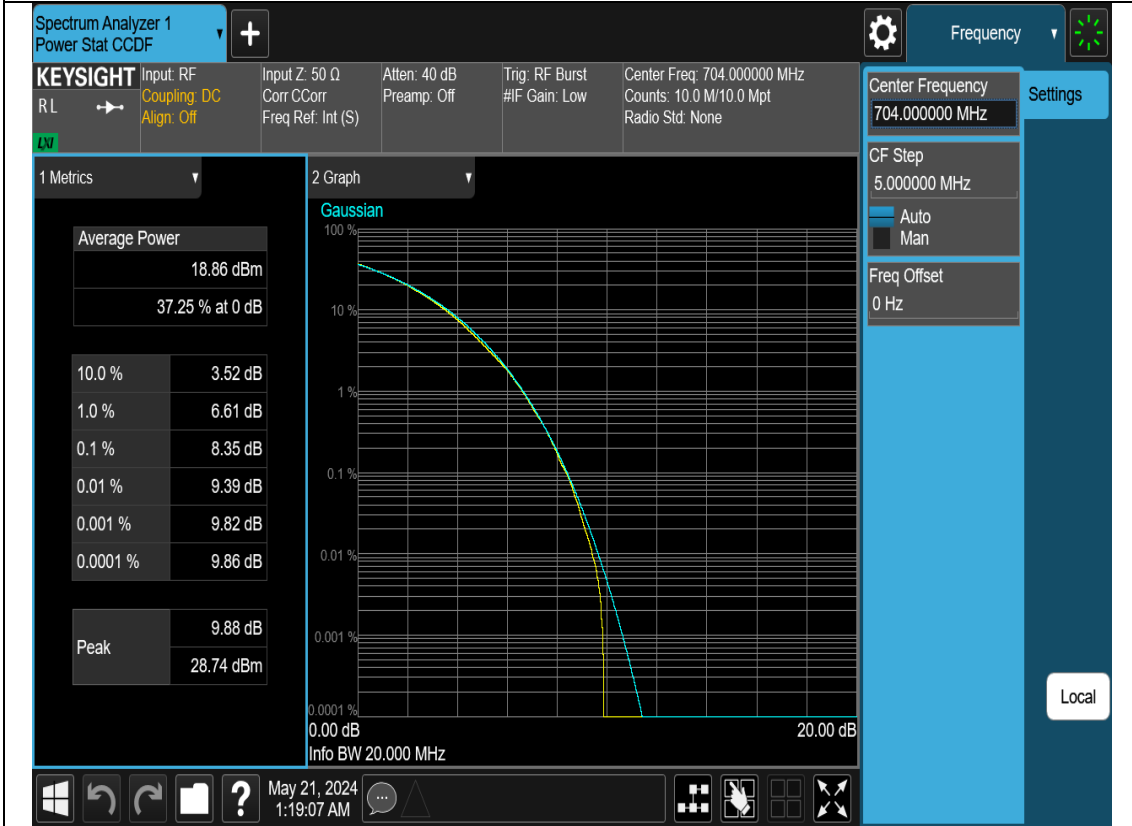 Spectrum Analyzer 1
Power Stat CCDF
+
Frequency
KEYSIGHT
RL
LXI
Input: RF
Coupling: DC
Align: Off
Input Z: 50 Ω
Corr CCorr
Freq Ref: Int (S)
Atten: 40 dB
Preamp: Off
Trig: RF Burst
#IF Gain: Low
Center Freq: 704.000000 MHz
Counts: 10.0 M/10.0 Mpt
Radio Std: None
Center Frequency
704.000000 MHz
Settings
CF Step
5.000000 MHz
Auto
Man
Freq Offset
0 Hz
1 Metrics
Average Power
18.86 dBm
37.25 % at 0 dB
10.0 % 3.52 dB
1.0 % 6.61 dB
0.1 % 8.35 dB
0.01 % 9.39 dB
0.001 % 9.82 dB
0.0001 % 9.86 dB
Peak
9.88 dB
28.74 dBm
2 Graph
Gaussian
100 %
10 %
1 %
0.1 %
0.01 %
0.001 %
0.0001 %
0.00 dB 20.00 dB
Info BW 20.000 MHz
Local
?
May 21, 2024
1:19:07 AM